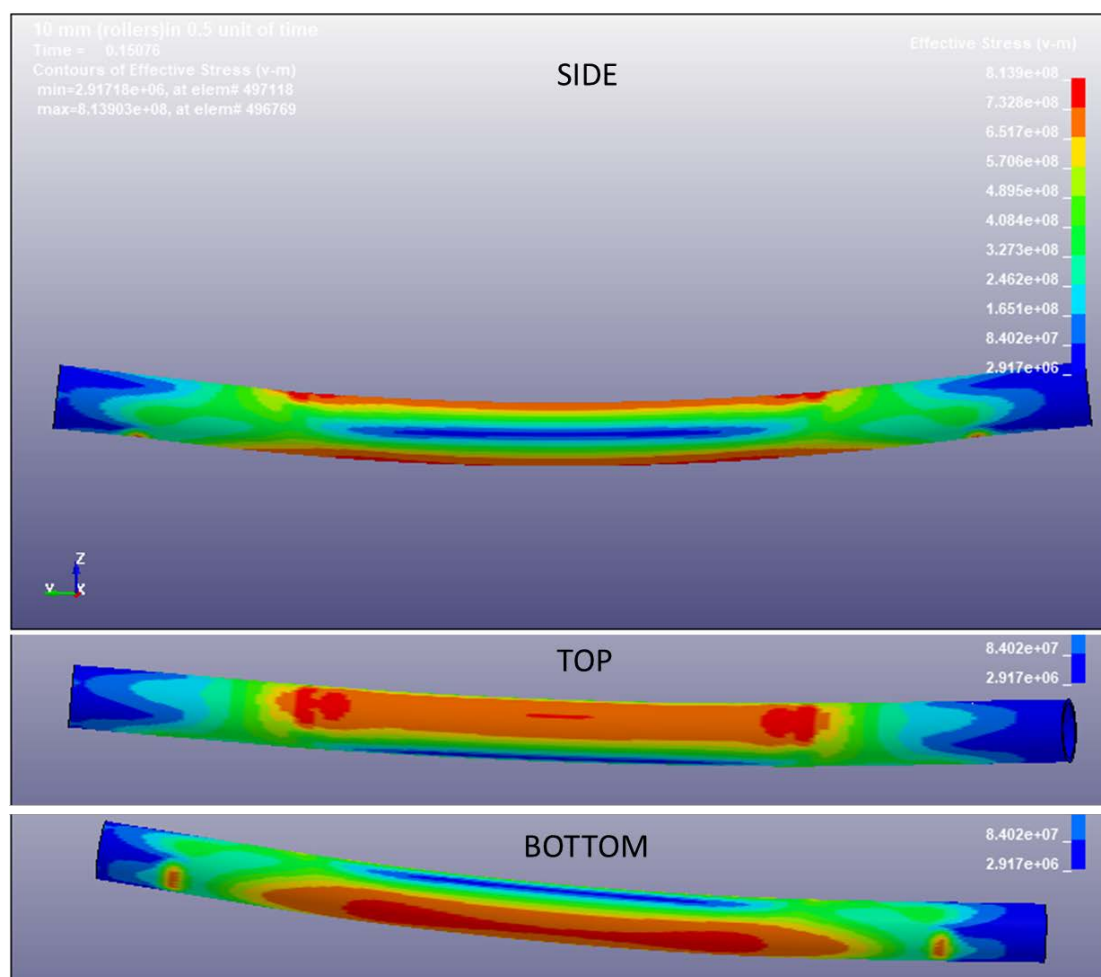 10 mm (rollers)in 0.5 unit of time
Time =    0.15076
Contours of Effective Stress (v-m)
min=2.91718e+06, at elem# 497118
max=8.13903e+08, at elem# 496769
SIDE
Effective Stress (v-m)
8.139e+08
7.328e+08
6.517e+08
5.706e+08
4.895e+08
4.084e+08
3.273e+08
2.462e+08
1.651e+08
8.402e+07
2.917e+06
Z
Y X
TOP
8.402e+07
2.917e+06
BOTTOM
8.402e+07
2.917e+06